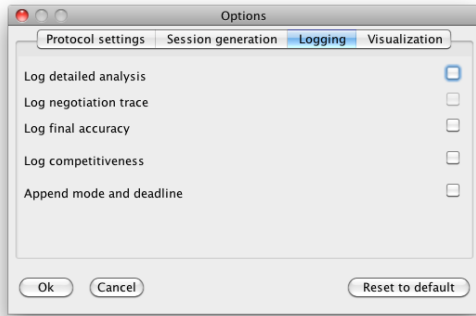 Options
Protocol settings Session generation Logging Visualization
Log detailed analysis
Log negotiation trace
Log final accuracy
Log competitiveness
Append mode and deadline
Ok Cancel Reset to default